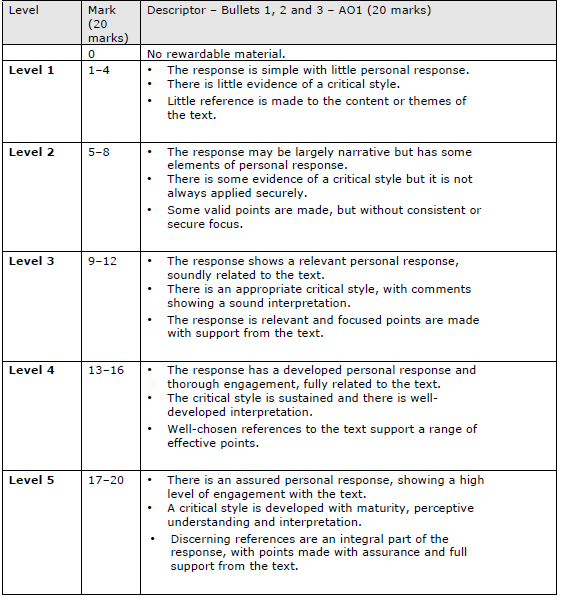 Level Mark (20 marks) Descriptor – Bullets 1, 2 and 3 – AO1 (20 marks)
0 No rewardable material.
Level 1 1–4 • The response is simple with little personal response.
• There is little evidence of a critical style.
• Little reference is made to the content or themes of
the text.
Level 2 5–8 • The response may be largely narrative but has some
elements of personal response.
• There is some evidence of a critical style but it is not
always applied securely.
• Some valid points are made, but without consistent or
secure focus.
Level 3 9–12 • The response shows a relevant personal response,
soundly related to the text.
• There is an appropriate critical style, with comments
showing a sound interpretation.
• The response is relevant and focused points are made
with support from the text.
Level 4 13–16 • The response has a developed personal response and
thorough engagement, fully related to the text.
• The critical style is sustained and there is well-
developed interpretation.
• Well-chosen references to the text support a range of
effective points.
Level 5 17–20 • There is an assured personal response, showing a high
level of engagement with the text.
• A critical style is developed with maturity, perceptive
understanding and interpretation.
• Discerning references are an integral part of the
response, with points made with assurance and full
support from the text.